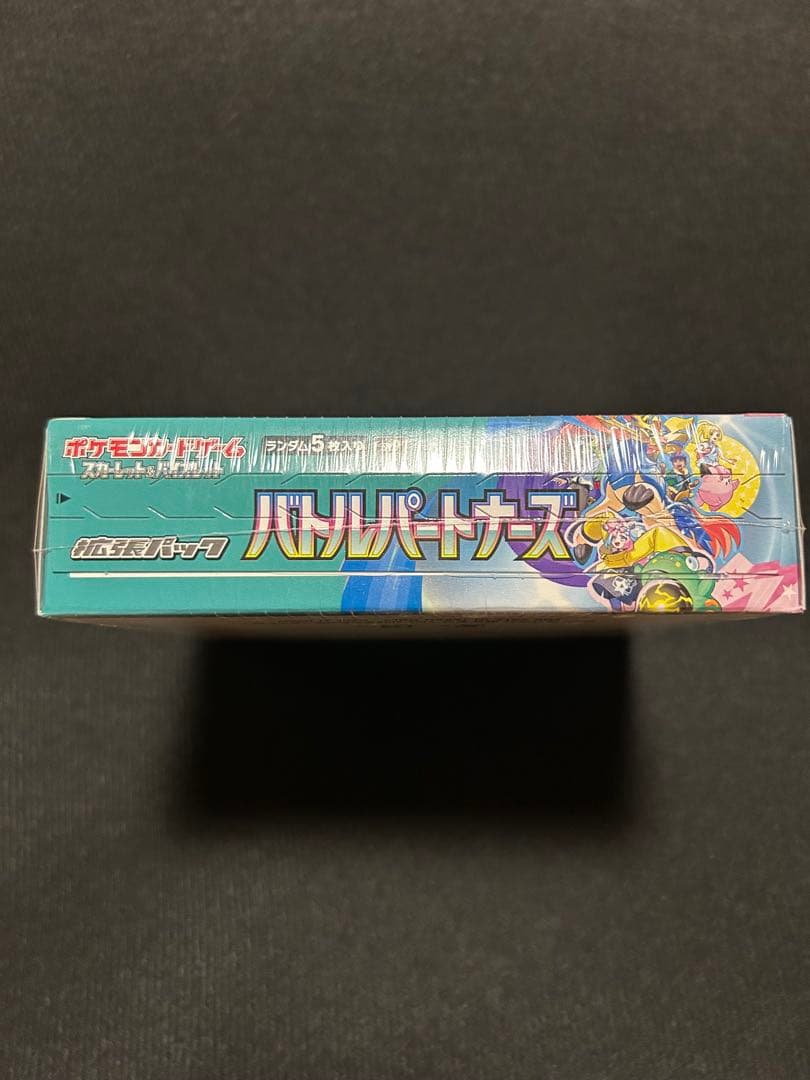 ポケモンカードゲーム
スカーレット&バイオレット
ランダム5枚入り
拡張パック
バトルパートナーズ